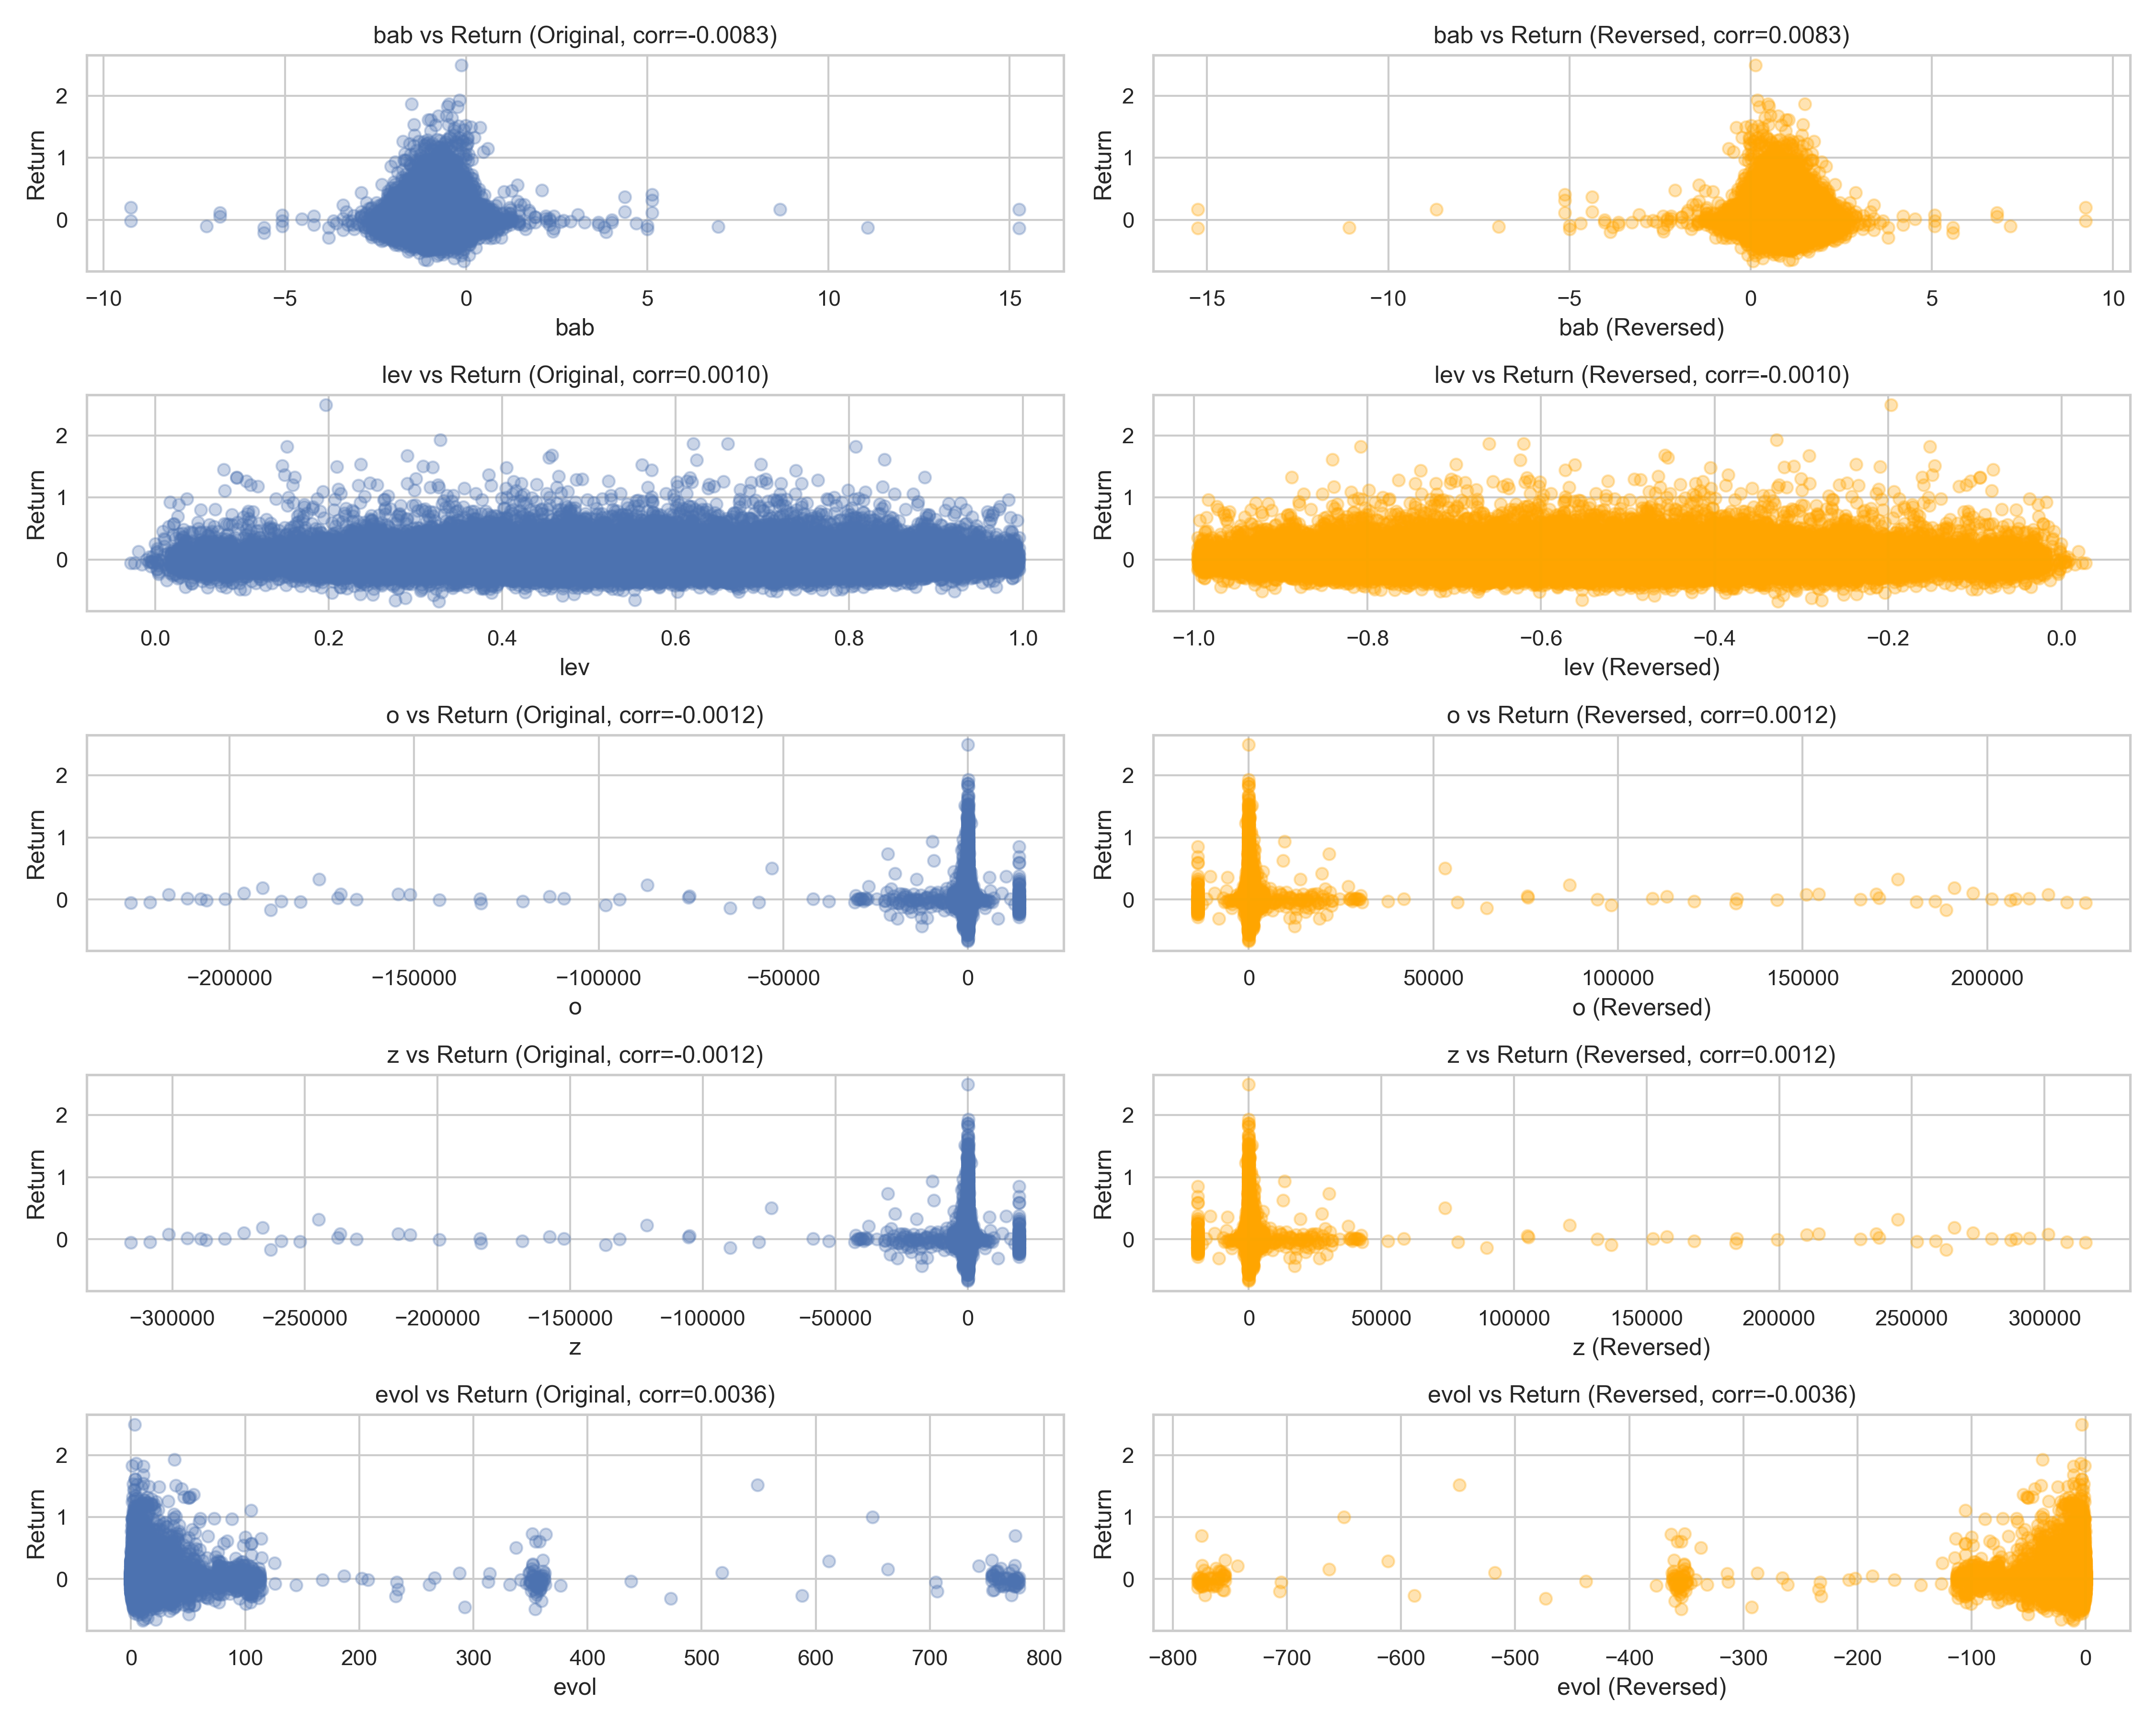 bab vs Return (Original, corr=-0.0083)
Return
2
1
0
−10 −5 0 5 10 15
bab
bab vs Return (Reversed, corr=0.0083)
Return
2
1
0
−15 −10 −5 0 5 10
bab (Reversed)
lev vs Return (Original, corr=0.0010)
Return
2
1
0
0.0 0.2 0.4 0.6 0.8 1.0
lev
lev vs Return (Reversed, corr=-0.0010)
Return
2
1
0
−1.0 −0.8 −0.6 −0.4 −0.2 0.0
lev (Reversed)
o vs Return (Original, corr=-0.0012)
Return
2
1
0
−200000 −150000 −100000 −50000 0
o
o vs Return (Reversed, corr=0.0012)
Return
2
1
0
0 50000 100000 150000 200000
o (Reversed)
z vs Return (Original, corr=-0.0012)
Return
2
1
0
−300000 −250000 −200000 −150000 −100000 −50000 0
z
z vs Return (Reversed, corr=0.0012)
Return
2
1
0
0 50000 100000 150000 200000 250000 300000
z (Reversed)
evol vs Return (Original, corr=0.0036)
Return
2
1
0
0 100 200 300 400 500 600 700 800
evol
evol vs Return (Reversed, corr=-0.0036)
Return
2
1
0
−800 −700 −600 −500 −400 −300 −200 −100 0
evol (Reversed)